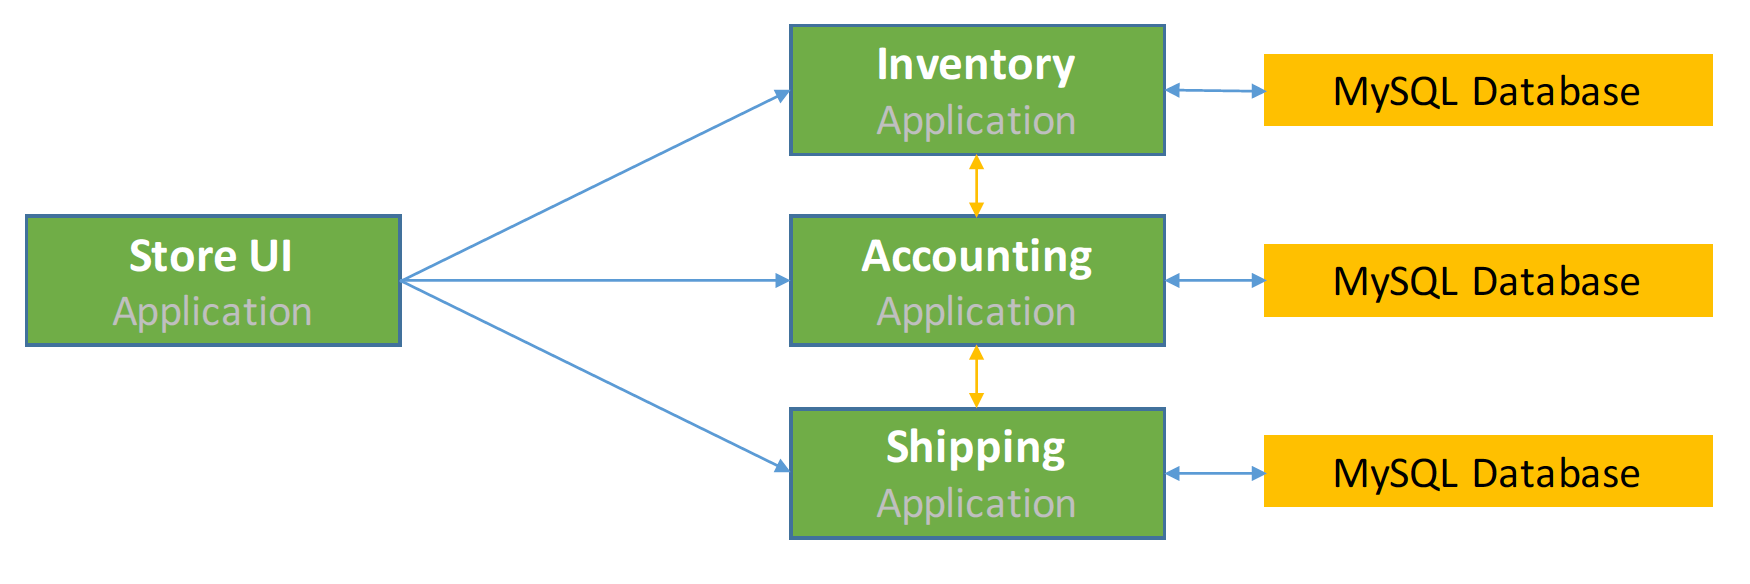 Inventory
Application
MySQL Database
Store UI
Application
Accounting
Application
MySQL Database
Shipping
Application
MySQL Database